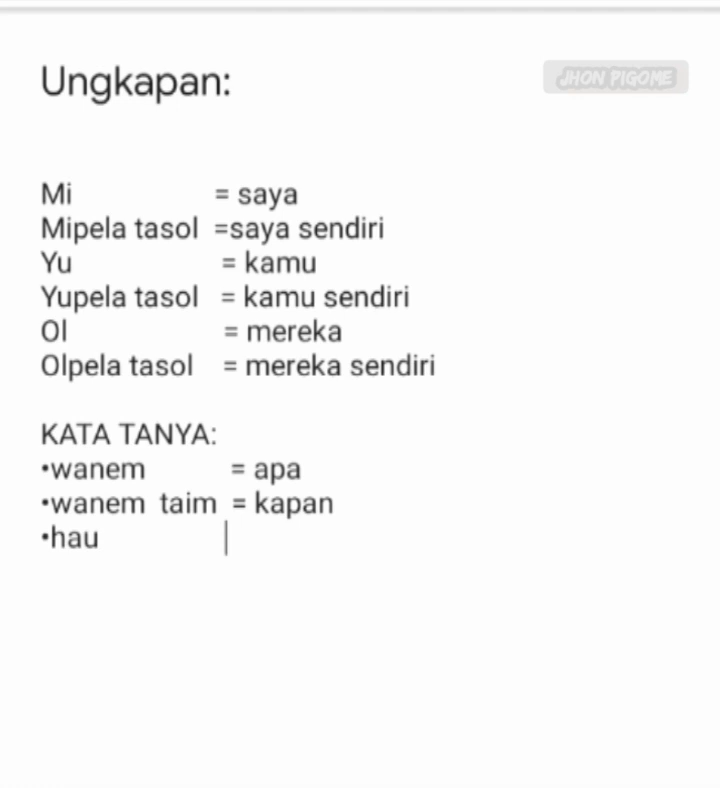 Ungkapan:
JHON PIGOME
Mi = saya
Mipela tasol =saya sendiri
Yu = kamu
Yupela tasol = kamu sendiri
Ol = mereka
Olpela tasol = mereka sendiri
KATA TANYA:
•wanem = apa
•wanem taim = kapan
•hau